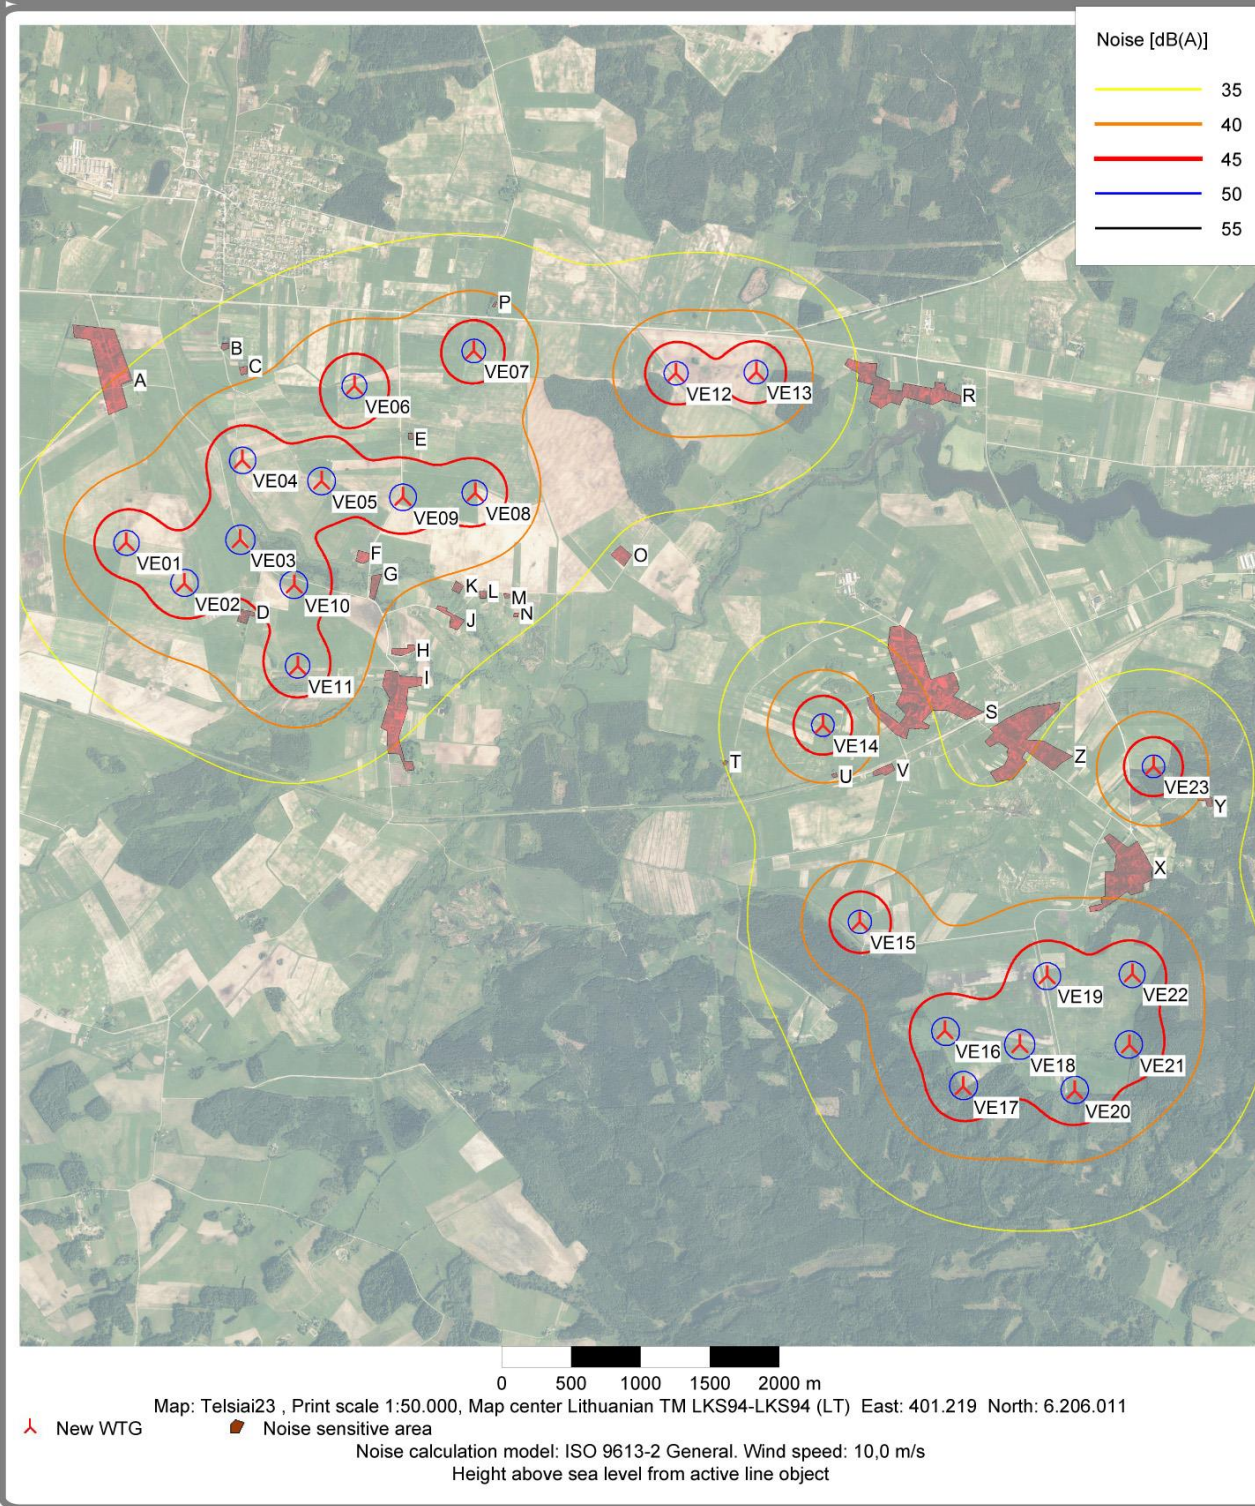 Noise [dB(A)]
35
40
45
50
55
P
B
C
A
VE07
VE06
VE12
VE13
R
E
VE04
VE05
VE09
VE08
VE01
VE03
F
O
G
VE02
VE10
K
L
M
D
J
N
H
I
VE11
S
VE14
T
U
V
Z
VE23
Y
X
VE15
VE19
VE22
VE16
VE18
VE21
VE17
VE20
0 500 1000 1500 2000 m
Map: Telsiai23 , Print scale 1:50.000, Map center Lithuanian TM LKS94-LKS94 (LT) East: 401.219 North: 6.206.011
New WTG Noise sensitive area
Noise calculation model: ISO 9613-2 General. Wind speed: 10,0 m/s
Height above sea level from active line object